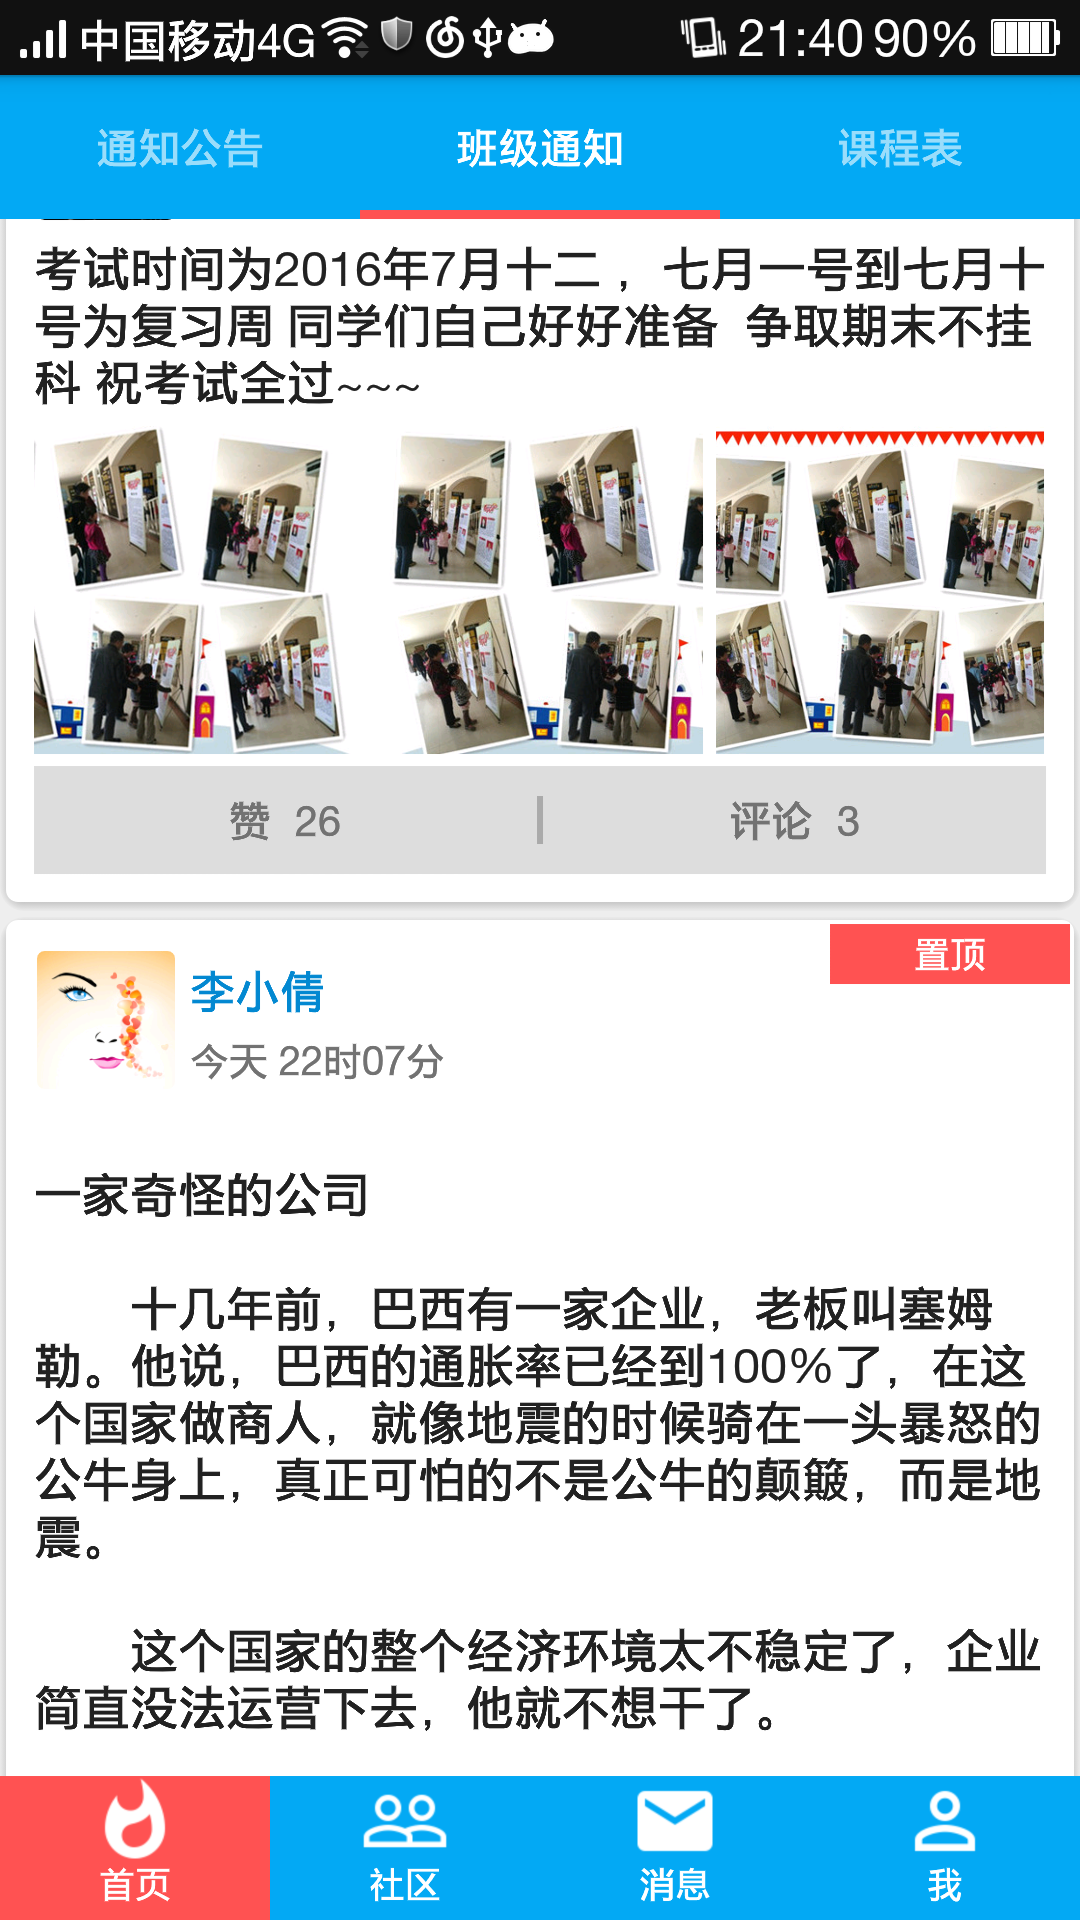 中国移动4G 21:40 90%
通知公告 班级通知 课程表
考试时间为2016年7月十二 ，七月一号到七月十
号为复习周 同学们自己好好准备 争取期末不挂
科 祝考试全过~~~
赞 26 评论 3
置顶
李小倩
今天 22时07分
一家奇怪的公司
十几年前，巴西有一家企业，老板叫塞姆
勒。他说，巴西的通胀率已经到100%了，在这
个国家做商人，就像地震的时候骑在一头暴怒的
公牛身上，真正可怕的不是公牛的颠簸，而是地
震。
这个国家的整个经济环境太不稳定了，企业
简直没法运营下去，他就不想干了。
首页 社区 消息 我